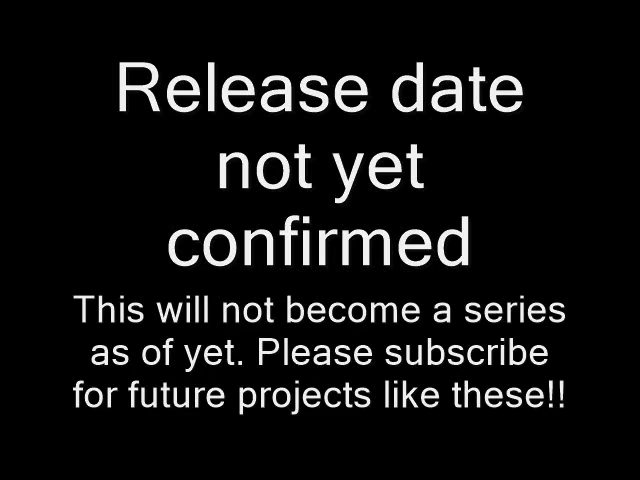 Release date
not yet
confirmed
This will not become a series
as of yet. Please subscribe
for future projects like these!!